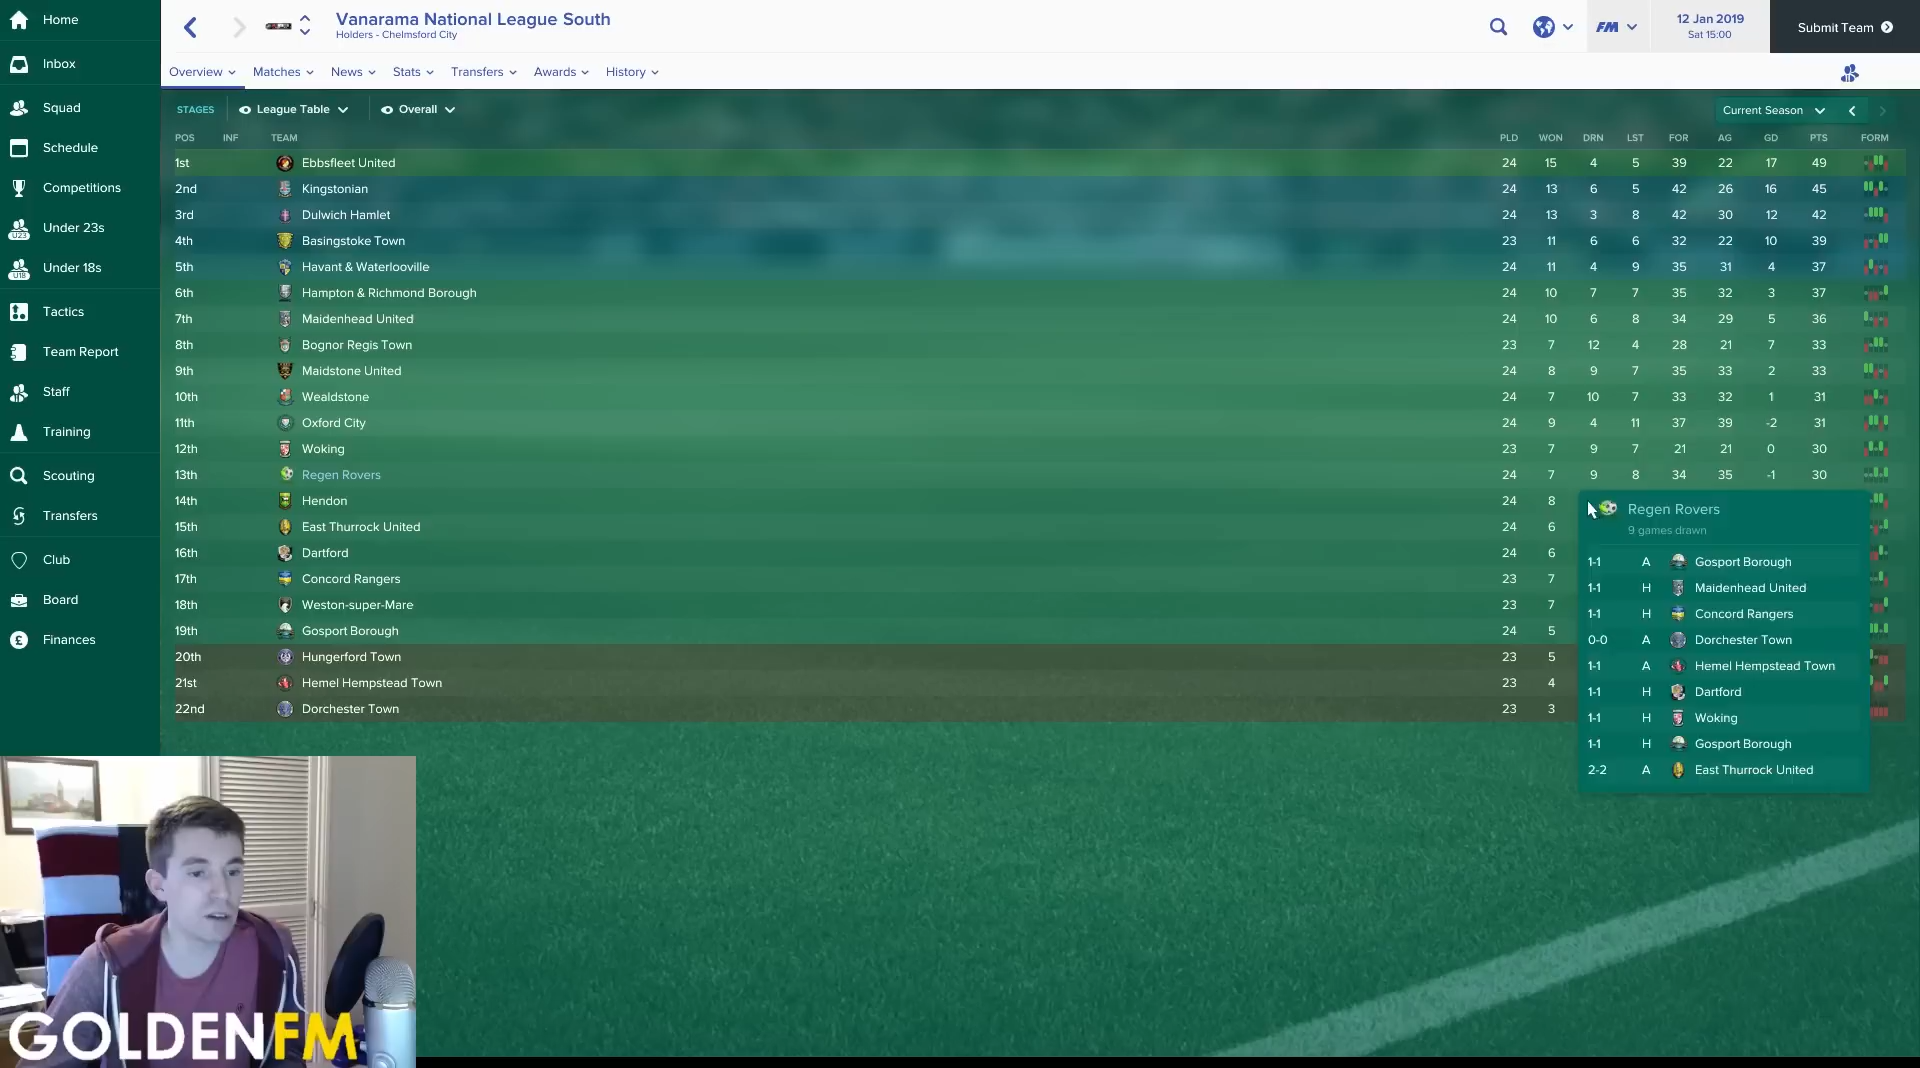 Home
Inbox
Squad
Schedule
Competitions
Under 23s
Under 18s
Tactics
Team Report
Staff
Training
Scouting
Transfers
Club
Board
Finances
Vanarama National League South
Holders - Chelmsford City
FM
12 Jan 2019
Sat 15:00
Submit Team
Overview Matches News Stats Transfers Awards History
STAGES League Table Overall Current Season
POS INF TEAM PLD WON DRN LST FOR AG GD PTS FORM
1st Ebbsfleet United 24 15 4 5 39 22 17 49
2nd Kingstonian 24 13 6 5 42 26 16 45
3rd Dulwich Hamlet 24 13 3 8 42 30 12 42
4th Basingstoke Town 23 11 6 6 32 22 10 39
5th Havant & Waterlooville 24 11 4 9 35 31 4 37
6th Hampton & Richmond Borough 24 10 7 7 35 32 3 37
7th Maidenhead United 24 10 6 8 34 29 5 36
8th Bognor Regis Town 23 7 12 4 28 21 7 33
9th Maidstone United 24 8 9 7 35 33 2 33
10th Wealdstone 24 7 10 7 33 32 1 31
11th Oxford City 24 9 4 11 37 39 -2 31
12th Woking 23 7 9 7 21 21 0 30
13th Regen Rovers 24 7 9 8 34 35 -1 30
14th Hendon 24 8
15th East Thurrock United 24 6
16th Dartford 24 6
17th Concord Rangers 23 7
18th Weston-super-Mare 23 7
19th Gosport Borough 24 5
20th Hungerford Town 23 5
21st Hemel Hempstead Town 23 4
22nd Dorchester Town 23 3
Regen Rovers
9 games drawn
1-1 A Gosport Borough
1-1 H Maidenhead United
1-1 H Concord Rangers
0-0 A Dorchester Town
1-1 A Hemel Hempstead Town
1-1 H Dartford
1-1 H Woking
1-1 H Gosport Borough
2-2 A East Thurrock United
GOLDENFM